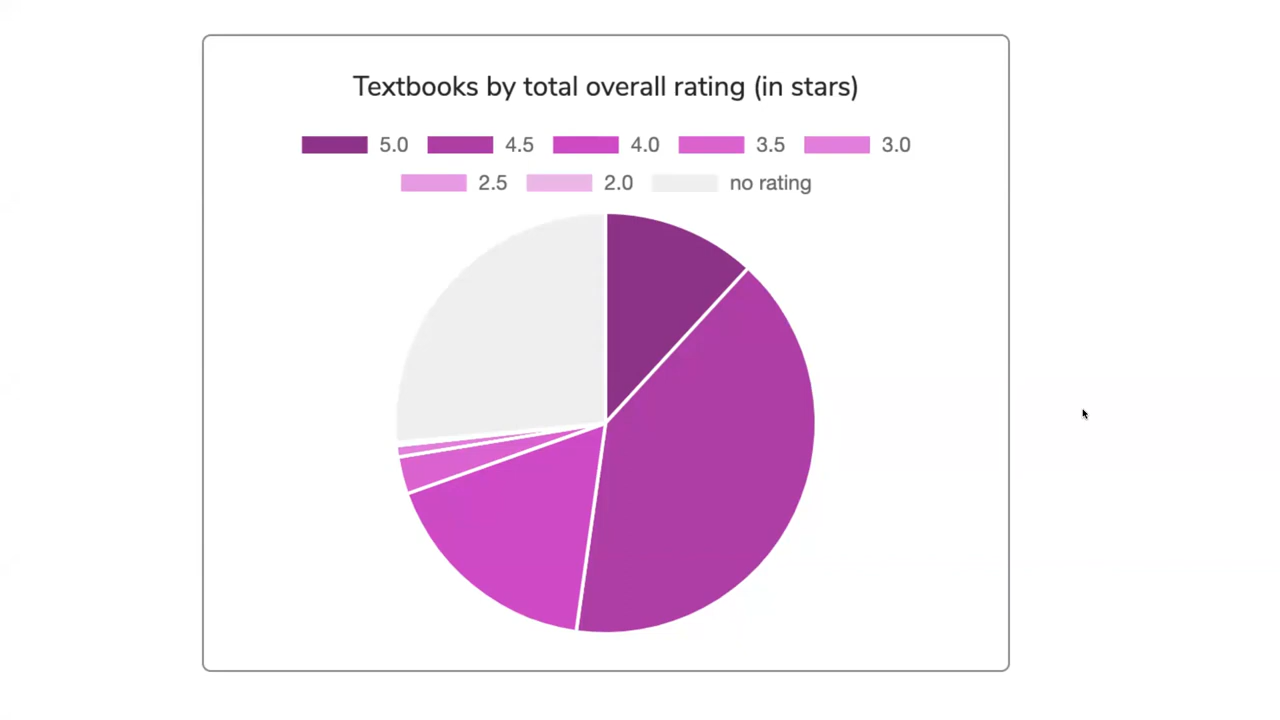 Textbooks by total overall rating (in stars)
5.0 4.5 4.0 3.5 3.0
2.5 2.0 no rating